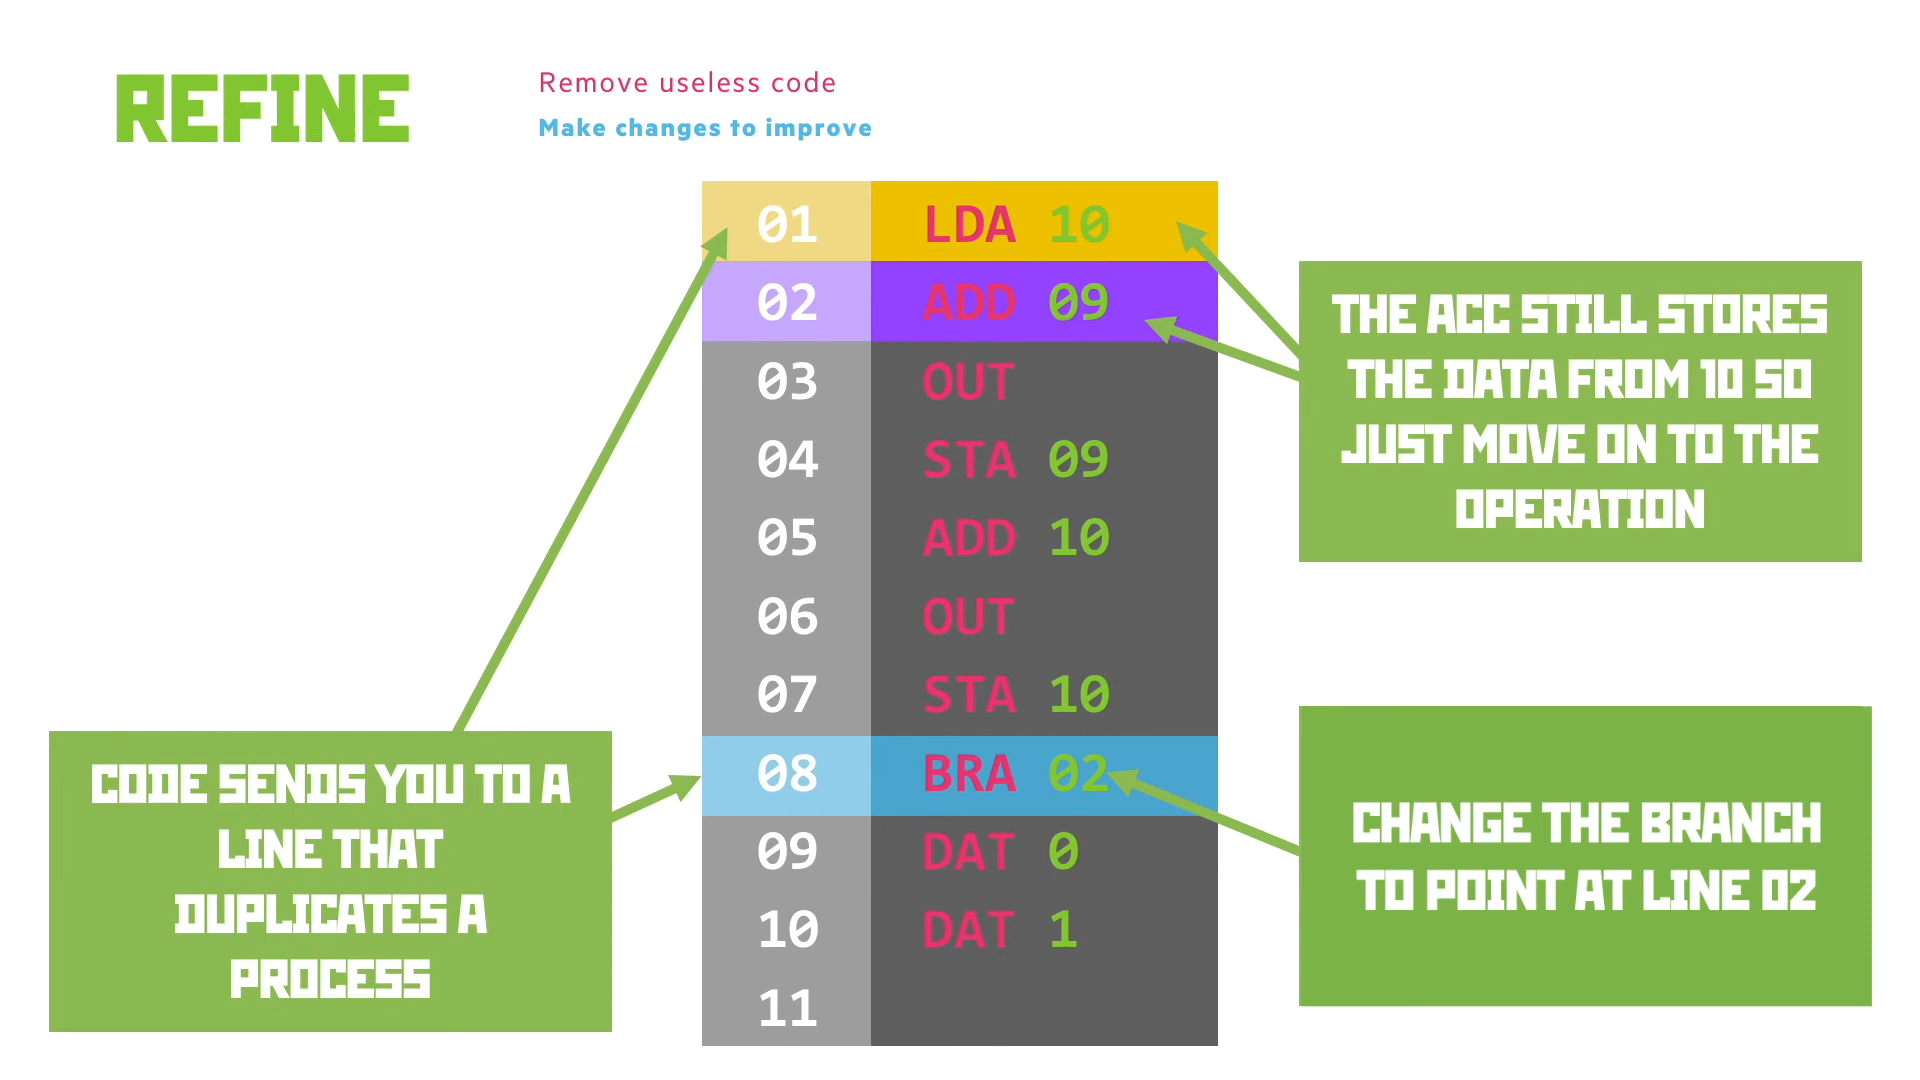 REFINE
Remove useless code
Make changes to improve
01 LDA 10
02 ADD 09
03 OUT
04 STA 09
05 ADD 10
06 OUT
07 STA 10
08 BRA 02
09 DAT 0
10 DAT 1
11
THE ACC STILL STORES
THE DATA FROM 10 SO
JUST MOVE ON TO THE
OPERATION
CODE SENDS YOU TO A
LINE THAT
DUPLICATES A
PROCESS
CHANGE THE BRANCH
TO POINT AT LINE 02